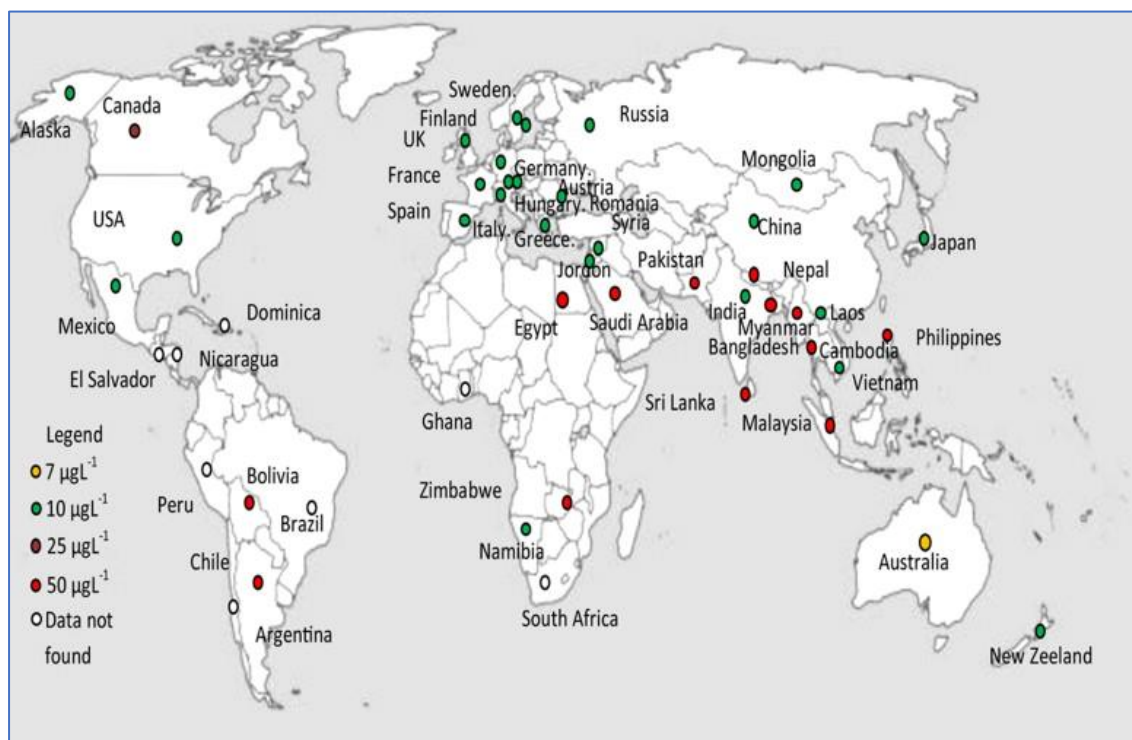 Sweden.
Canada
Finland
Russia
Alaska
UK
Mongolia
France
Germany.
Austria
USA
Spain
Hungary. Romania
Italy. Greece.
Syria
China
Japan
Jordon
Pakistan
Nepal
Mexico
Dominica
Egypt
Saudi Arabia
India
Myanmar
Laos
Bangladesh
Cambodia
Philippines
El Salvador
Nicaragua
Ghana
Vietnam
Sri Lanka
Malaysia
Legend
7 µgL⁻¹
10 µgL⁻¹
25 µgL⁻¹
50 µgL⁻¹
Data not
found
Bolivia
Peru
Brazil
Zimbabwe
Chile
Namibia
Australia
Argentina
South Africa
New Zeeland